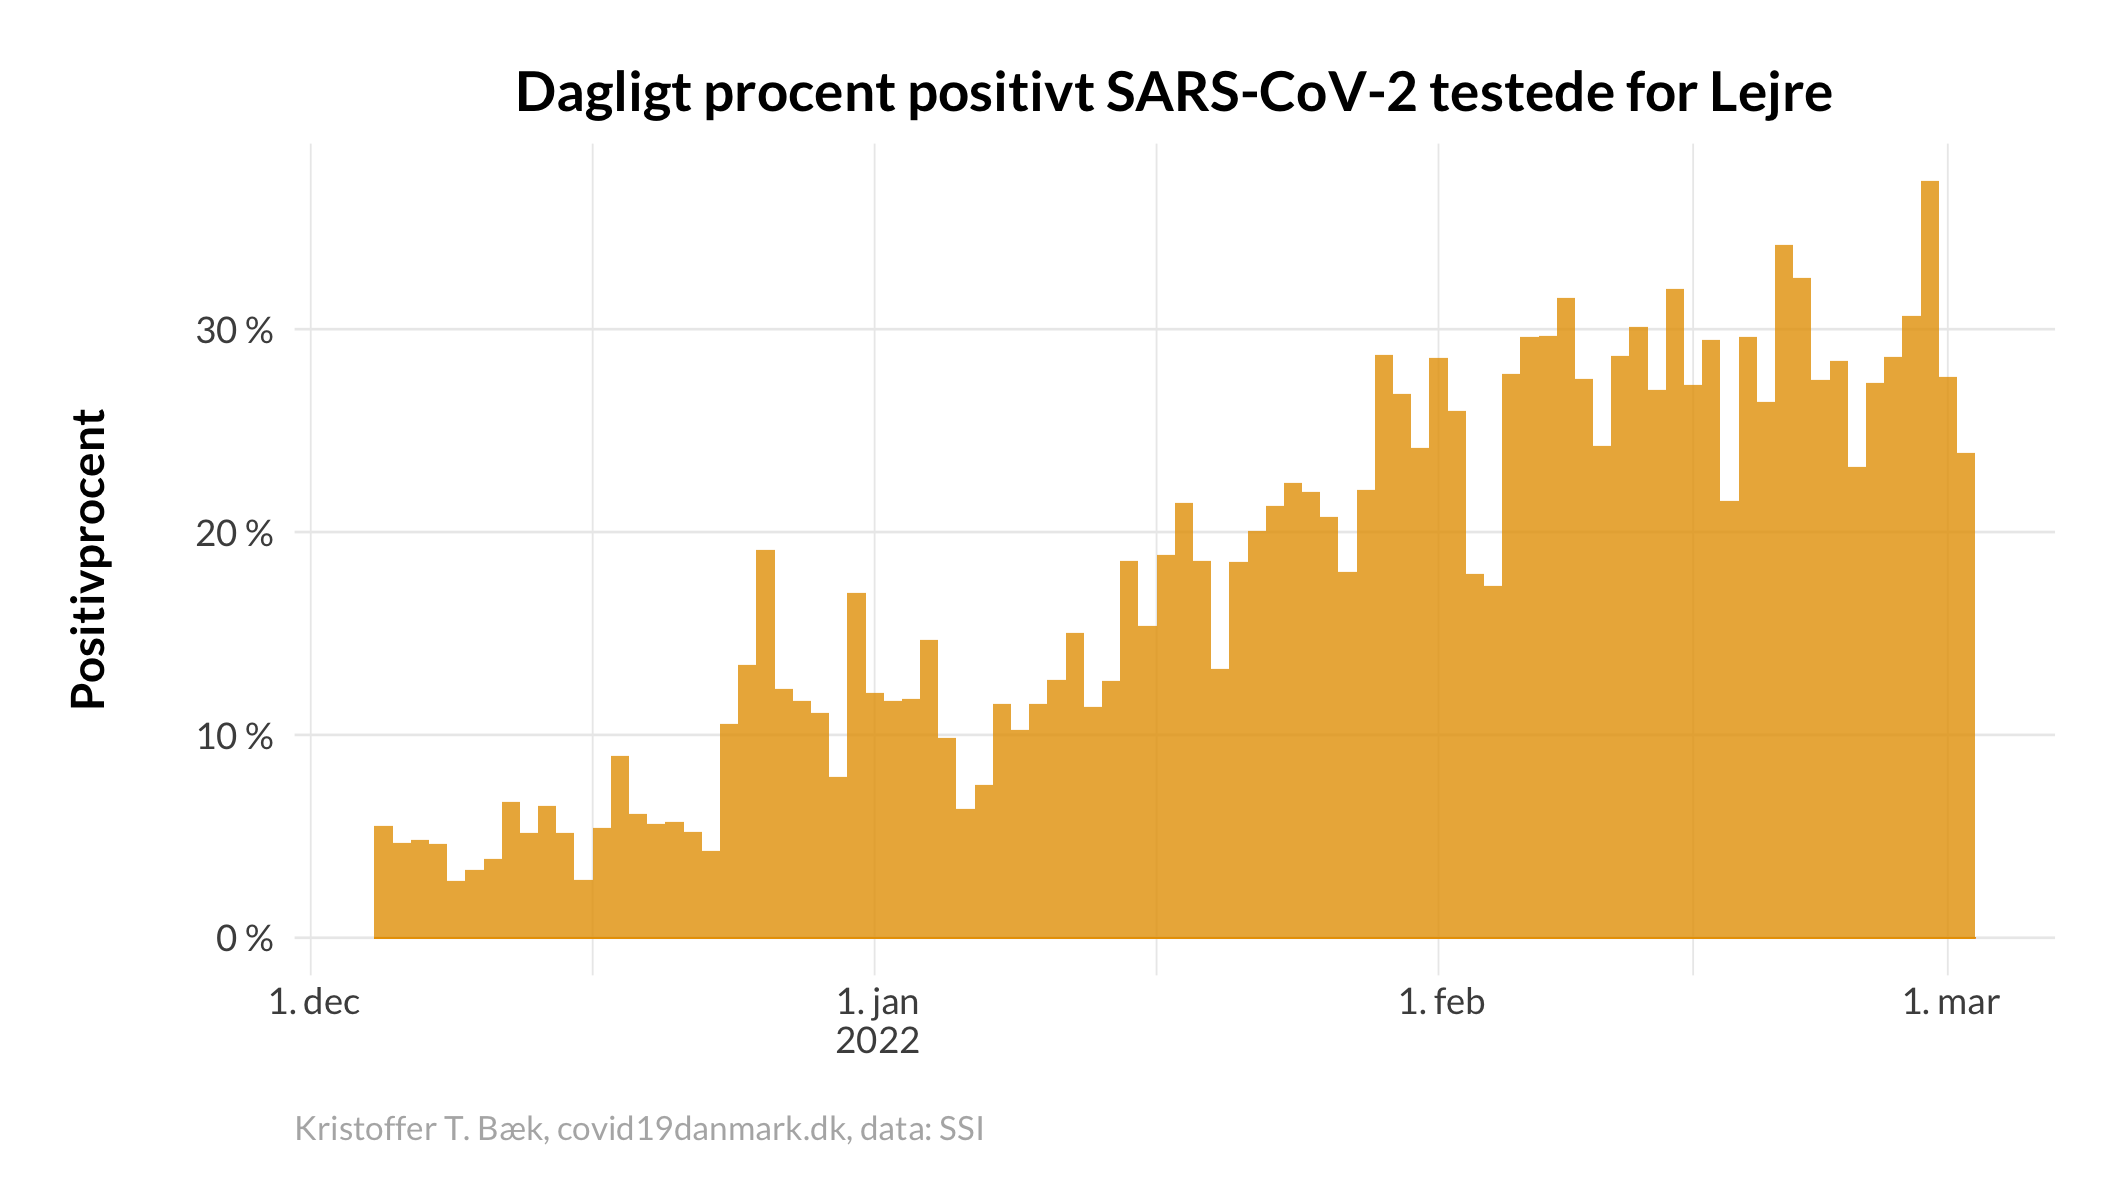 Dagligt procent positivt SARS-CoV-2 testede for Lejre
Positivprocent
30 %
20 %
10 %
0 %
1. dec
1. jan
2022
1. feb
1. mar
Kristoffer T. Bæk, covid19danmark.dk, data: SSI